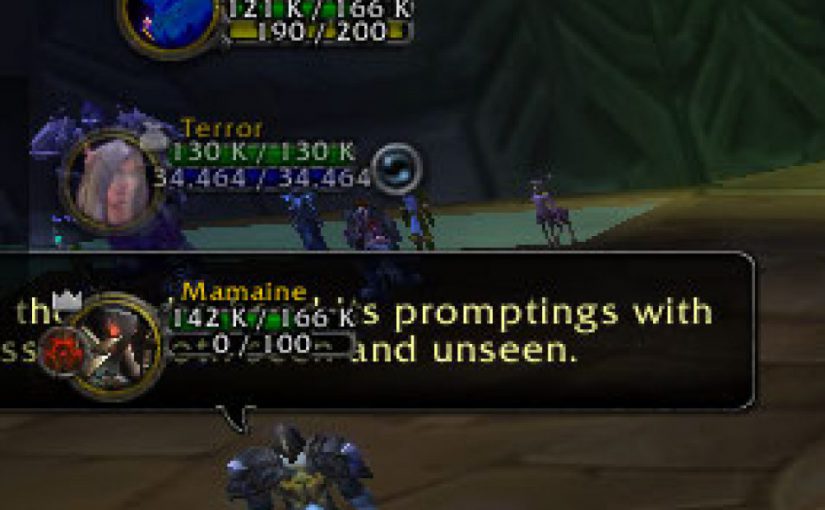 121 K / 166 K
190 / 200
Terror
130 K / 130 K
34.464 / 34.464
Mamaine
142 K / 166 K
0 / 100
promptings with
and unseen.